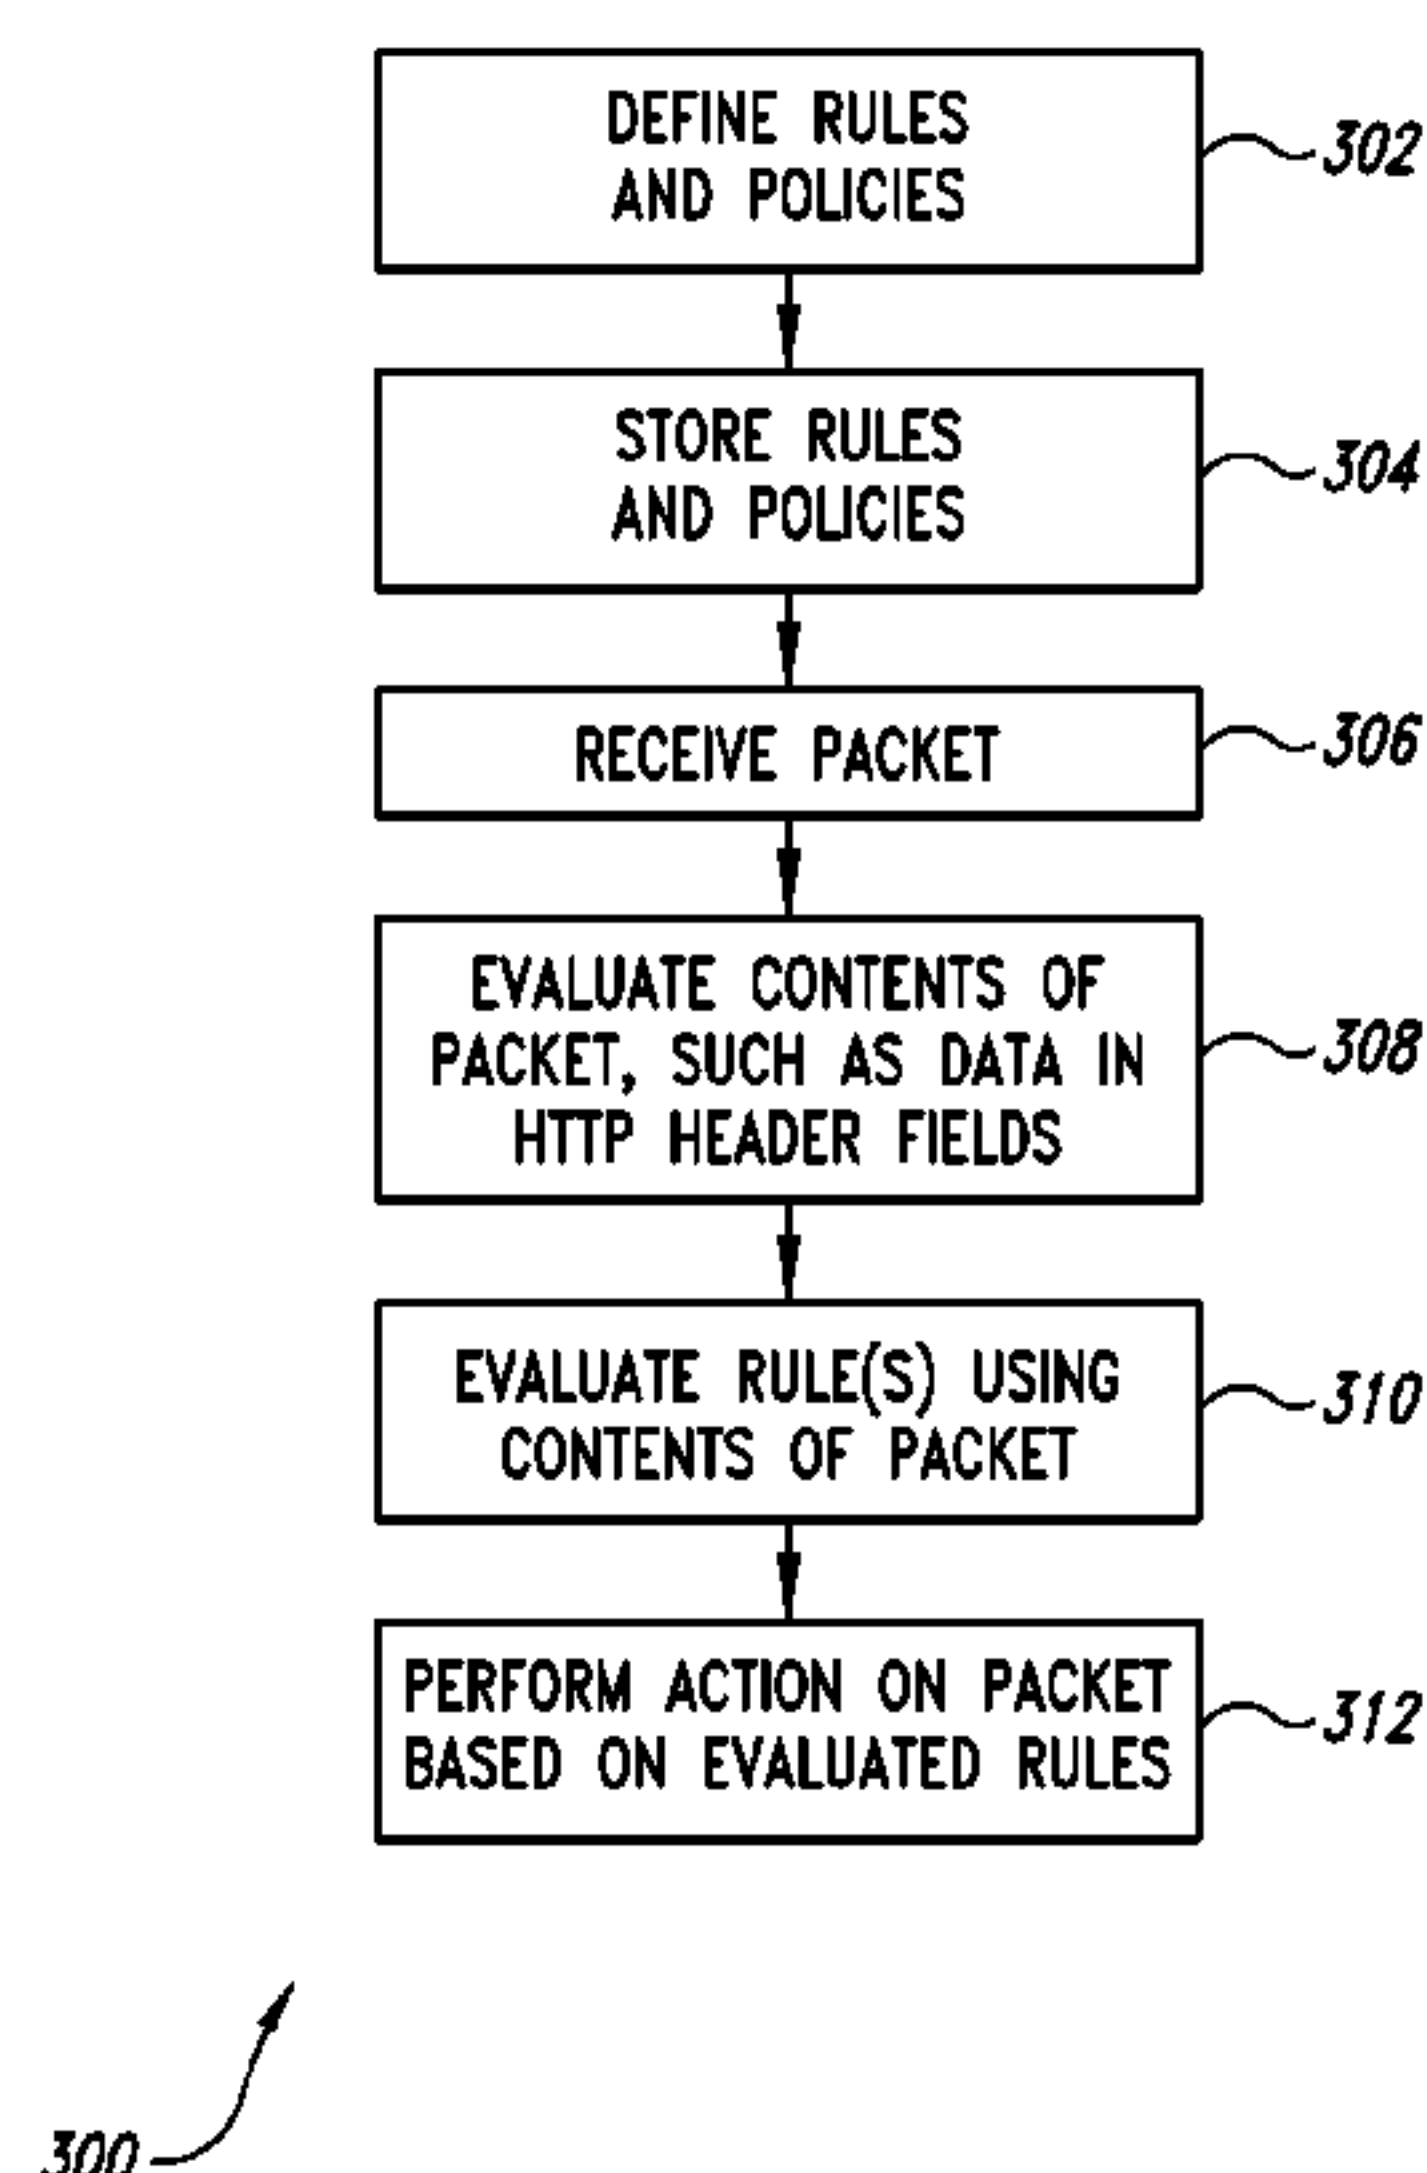 DEFINE RULES
AND POLICIES
302
STORE RULES
AND POLICIES
304
RECEIVE PACKET
306
EVALUATE CONTENTS OF
PACKET, SUCH AS DATA IN
HTTP HEADER FIELDS
308
EVALUATE RULE(S) USING
CONTENTS OF PACKET
310
PERFORM ACTION ON PACKET
BASED ON EVALUATED RULES
312
300